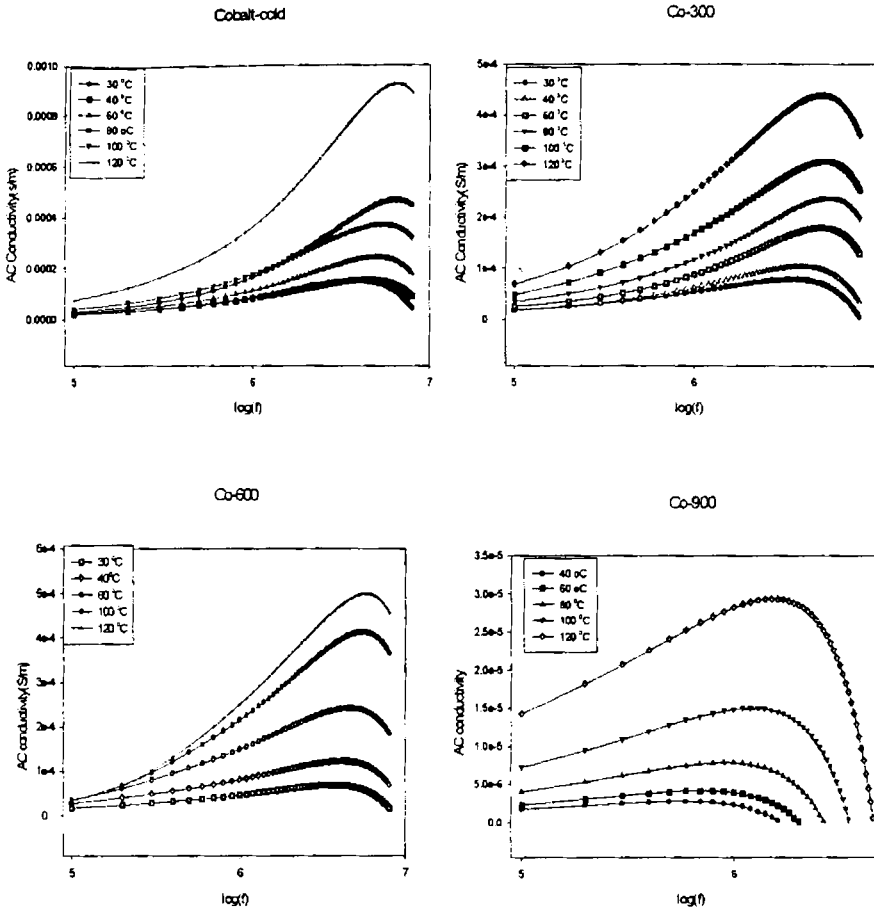 Cobalt-cold
0.0010
0.0008
0.0006
0.0004
0.0002
0.0000
AC Conductivity(s/m)
30 °C
40 °C
60 °C
80 oC
100 °C
120 °C
5
6
7
log(f)
Co-300
5e-4
4e-4
3e-4
2e-4
1e-4
0
AC Conductivity(S/m)
30 °C
40 °C
60 °C
80 °C
100 °C
120 °C
5
6
log(f)
Co-600
6e-4
5e-4
4e-4
3e-4
2e-4
1e-4
0
AC conductivity(S/m)
30 °C
40°C
60 °C
100 °C
120 °C
5
6
7
log(f)
Co-900
3.5e-5
3.0e-5
2.5e-5
2.0e-5
1.5e-5
1.0e-5
5.0e-6
0.0
AC conductivity
40 oC
60 oC
80 °C
100 °C
120 °C
5
6
log(f)